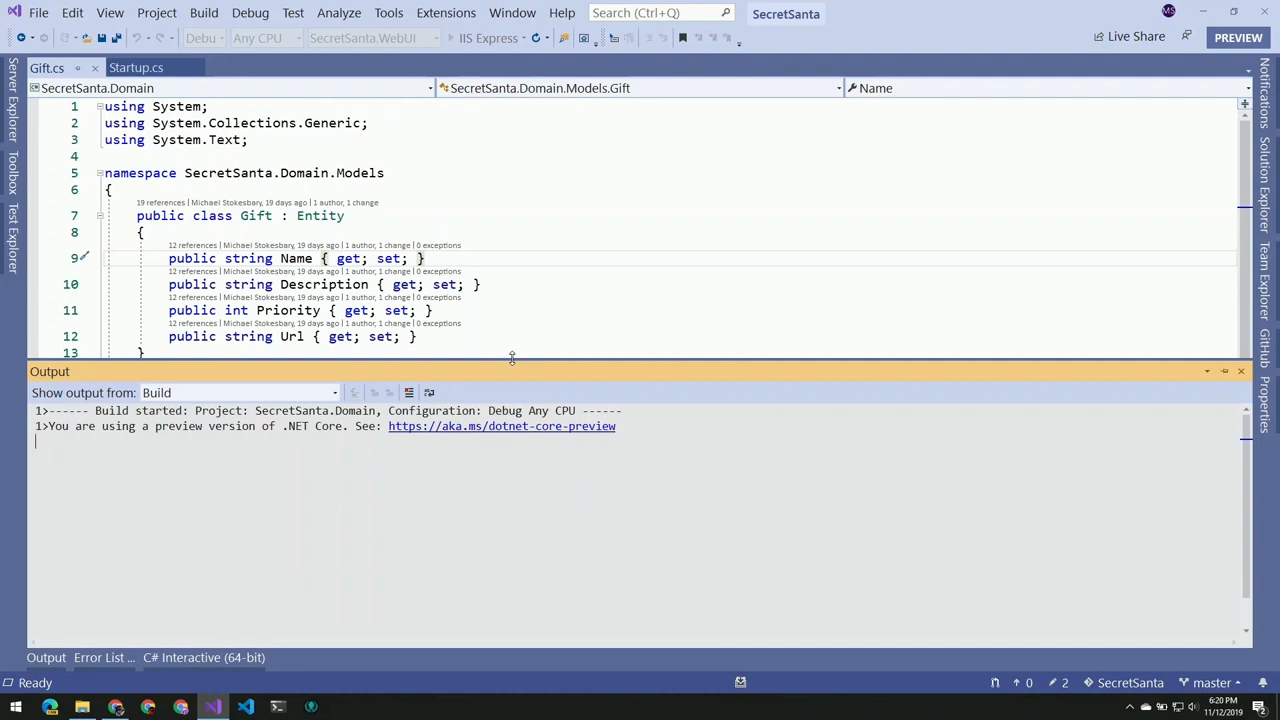 File Edit View Project Build Debug Test Analyze Tools Extensions Window Help Search (Ctrl+Q) SecretSanta MS
Debu Any CPU SecretSanta.WebUI IIS Express Live Share PREVIEW
Gift.cs Startup.cs
SecretSanta.Domain SecretSanta.Domain.Models.Gift Name
1 using System;
2 using System.Collections.Generic;
3 using System.Text;
4
5 namespace SecretSanta.Domain.Models
6 {
19 references | Michael Stokesbary, 19 days ago | 1 author, 1 change
7 public class Gift : Entity
8 {
12 references | Michael Stokesbary, 19 days ago | 1 author, 1 change | 0 exceptions
9 public string Name { get; set; }
12 references | Michael Stokesbary, 19 days ago | 1 author, 1 change | 0 exceptions
10 public string Description { get; set; }
12 references | Michael Stokesbary, 19 days ago | 1 author, 1 change | 0 exceptions
11 public int Priority { get; set; }
12 references | Michael Stokesbary, 19 days ago | 1 author, 1 change | 0 exceptions
12 public string Url { get; set; }
13 }
Server Explorer
Toolbox
Test Explorer
Notifications
Solution Explorer
Team Explorer
GitHub
Properties
Output
Show output from: Build
1>------ Build started: Project: SecretSanta.Domain, Configuration: Debug Any CPU ------
1>You are using a preview version of .NET Core. See: https://aka.ms/dotnet-core-preview
Output Error List ... C# Interactive (64-bit)
Ready 0 2 SecretSanta master
6:20 PM
11/12/2019
2